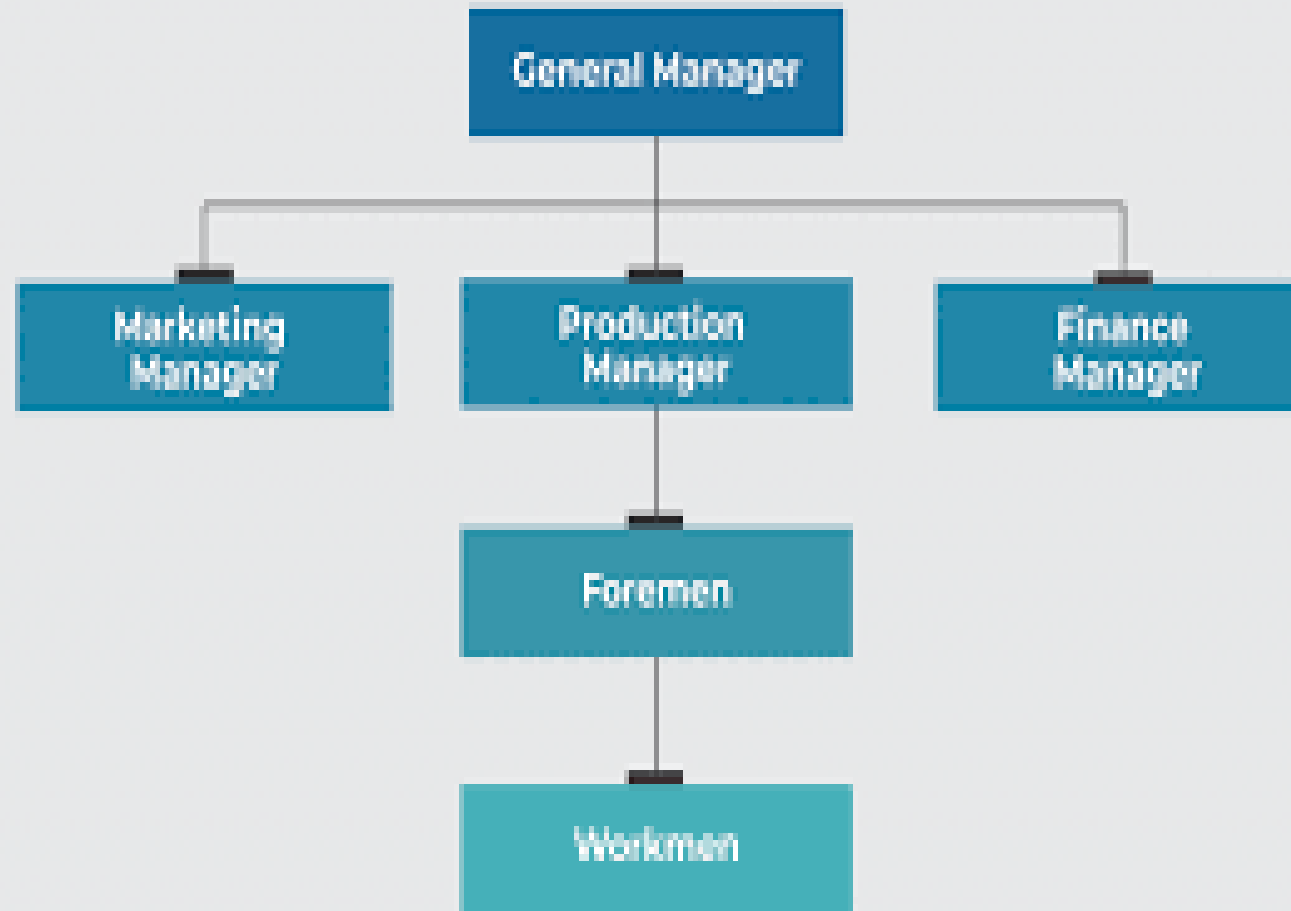 General Manager
Marketing
Manager
Production
Manager
Finance
Manager
Foremen
Workmen